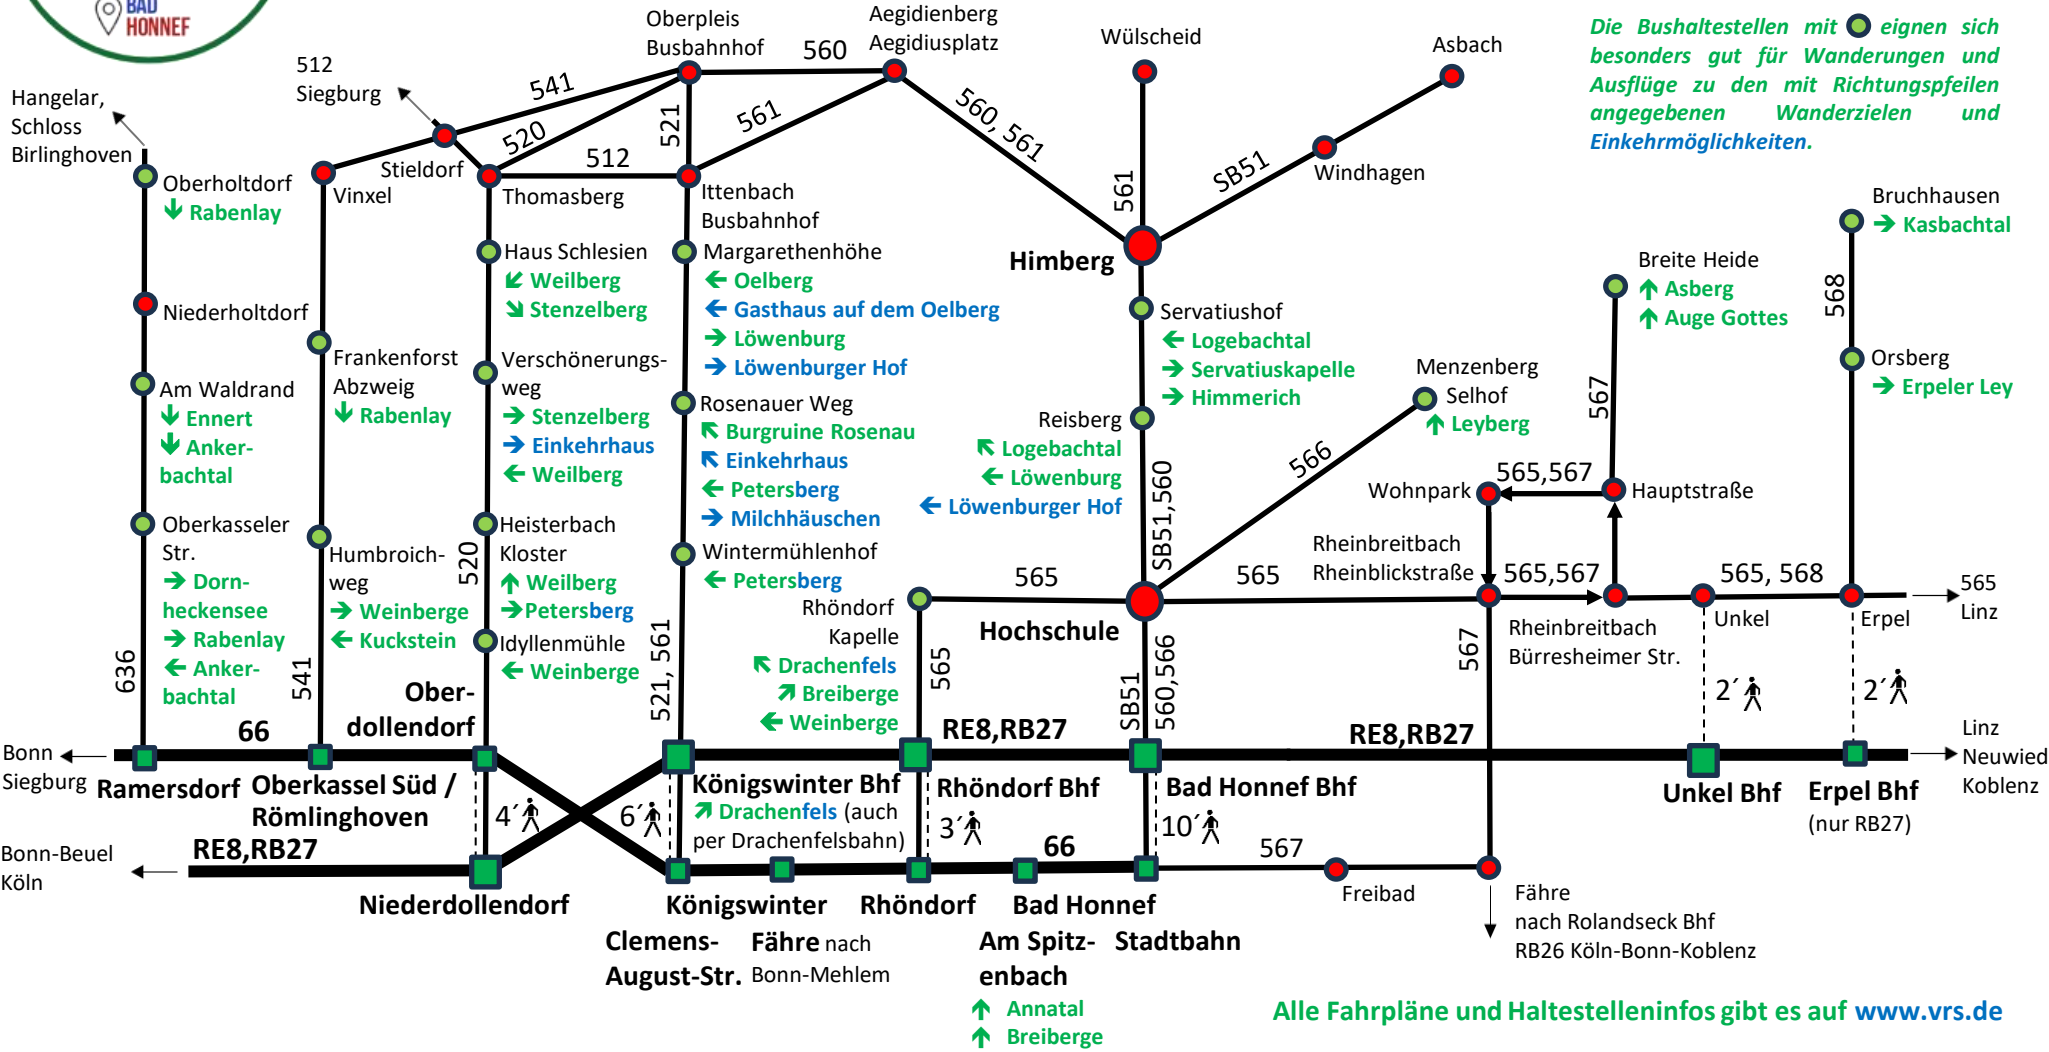 BAD
HONNEF
Die Bushaltestellen mit eignen sich
besonders gut für Wanderungen und
Ausflüge zu den mit Richtungspfeilen
angegebenen Wanderzielen und
Einkehrmöglichkeiten.
Hangelar,
Schloss
Birlinghoven
512
Siegburg
Oberpleis
Busbahnhof
Aegidienberg
Aegidiusplatz
Wülscheid
Asbach
541
520
512
521
560
561
560, 561
561
SB51
Windhagen
Stieldorf
Vinxel
Thomasberg
Ittenbach
Busbahnhof
Himberg
Oberholtdorf
↓ Rabenlay
Niederholtdorf
Am Waldrand
↓ Ennert
↓ Anker-
bachtal
Oberkasseler
Str.
→ Dorn-
heckensee
→ Rabenlay
← Anker-
bachtal
636
Frankenforst
Abzweig
↓ Rabenlay
Humbroich-
weg
→ Weinberge
← Kuckstein
541
Haus Schlesien
↙ Weilberg
↘ Stenzelberg
Verschönerungs-
weg
→ Stenzelberg
→ Einkehrhaus
← Weilberg
Heisterbach
Kloster
↑ Weilberg
→ Petersberg
520
Idyllenmühle
← Weinberge
Ober-
dollendorf
Margarethenhöhe
← Oelberg
← Gasthaus auf dem Oelberg
→ Löwenburg
→ Löwenburger Hof
Rosenauer Weg
↖ Burgruine Rosenau
↖ Einkehrhaus
← Petersberg
→ Milchhäuschen
Wintermühlenhof
← Petersberg
521, 561
Rhöndorf
Kapelle
↖ Drachenfels
↗ Breiberge
← Weinberge
565
565
Servatiushof
← Logebachtal
→ Servatiuskapelle
→ Himmerich
Reisberg
↖ Logebachtal
← Löwenburg
← Löwenburger Hof
SB51,560
Hochschule
SB51
560,566
566
Menzenberg
Selhof
↑ Leyberg
565
Breite Heide
↑ Asberg
↑ Auge Gottes
567
565,567
Wohnpark
Hauptstraße
Rheinbreitbach
Rheinblickstraße
565,567
Rheinbreitbach
Bürresheimer Str.
567
Bruchhausen
→ Kasbachtal
568
Orsberg
→ Erpeler Ley
565, 568
Unkel
Erpel
565
Linz
2´
2´
Bonn
Siegburg
66
Ramersdorf
Oberkassel Süd /
Römlinghoven
Königswinter Bhf
↗ Drachenfels (auch
per Drachenfelsbahn)
RE8,RB27
Rhöndorf Bhf
Bad Honnef Bhf
RE8,RB27
Unkel Bhf
Erpel Bhf
(nur RB27)
Linz
Neuwied
Koblenz
4´
6´
3´
10´
Bonn-Beuel
Köln
RE8,RB27
Niederdollendorf
66
567
Freibad
Königswinter
Clemens-
August-Str.
Fähre nach
Bonn-Mehlem
Rhöndorf
Bad Honnef
Am Spitz-
enbach
↑ Annatal
↑ Breiberge
Stadtbahn
Fähre
nach Rolandseck Bhf
RB26 Köln-Bonn-Koblenz
Alle Fahrpläne und Haltestelleninfos gibt es auf www.vrs.de